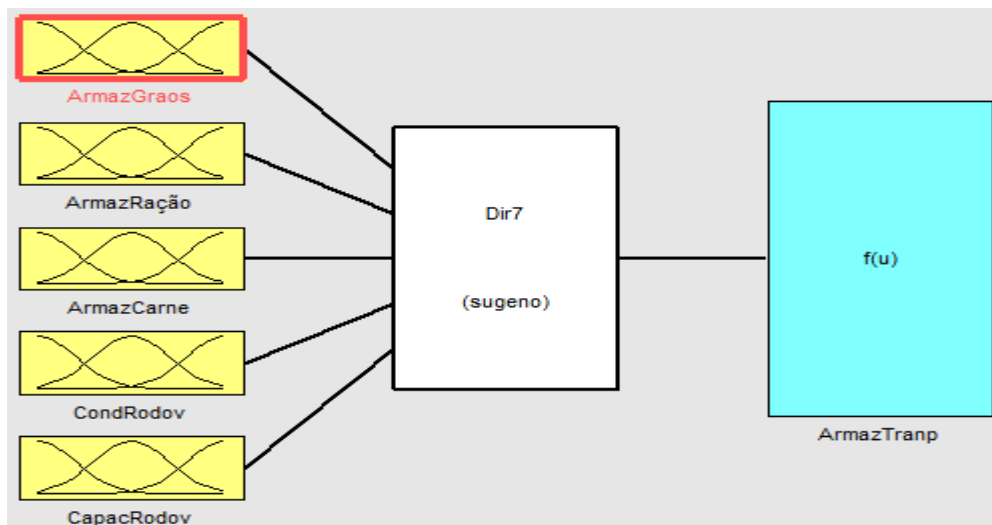 ArmazGraos
ArmazRação
ArmazCarne
CondRodov
CapacRodov
Dir7
(sugeno)
f(u)
ArmazTranp